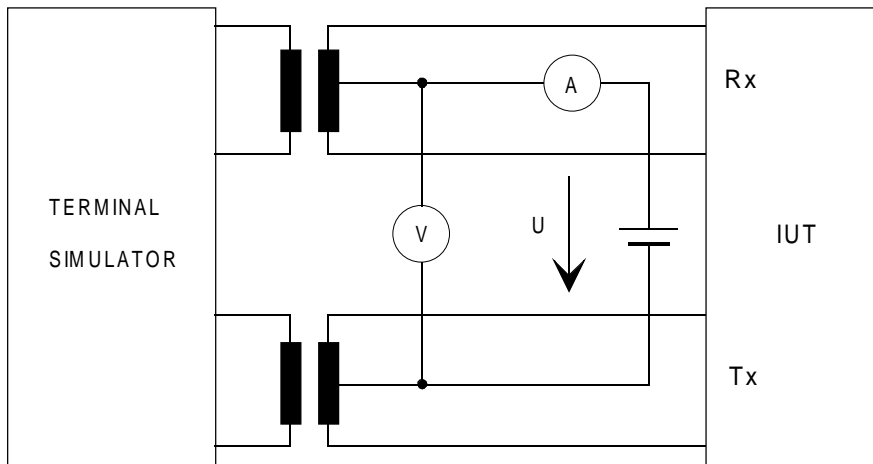 Rx
A
TERMINAL
SIMULATOR
V
U
IUT
Tx